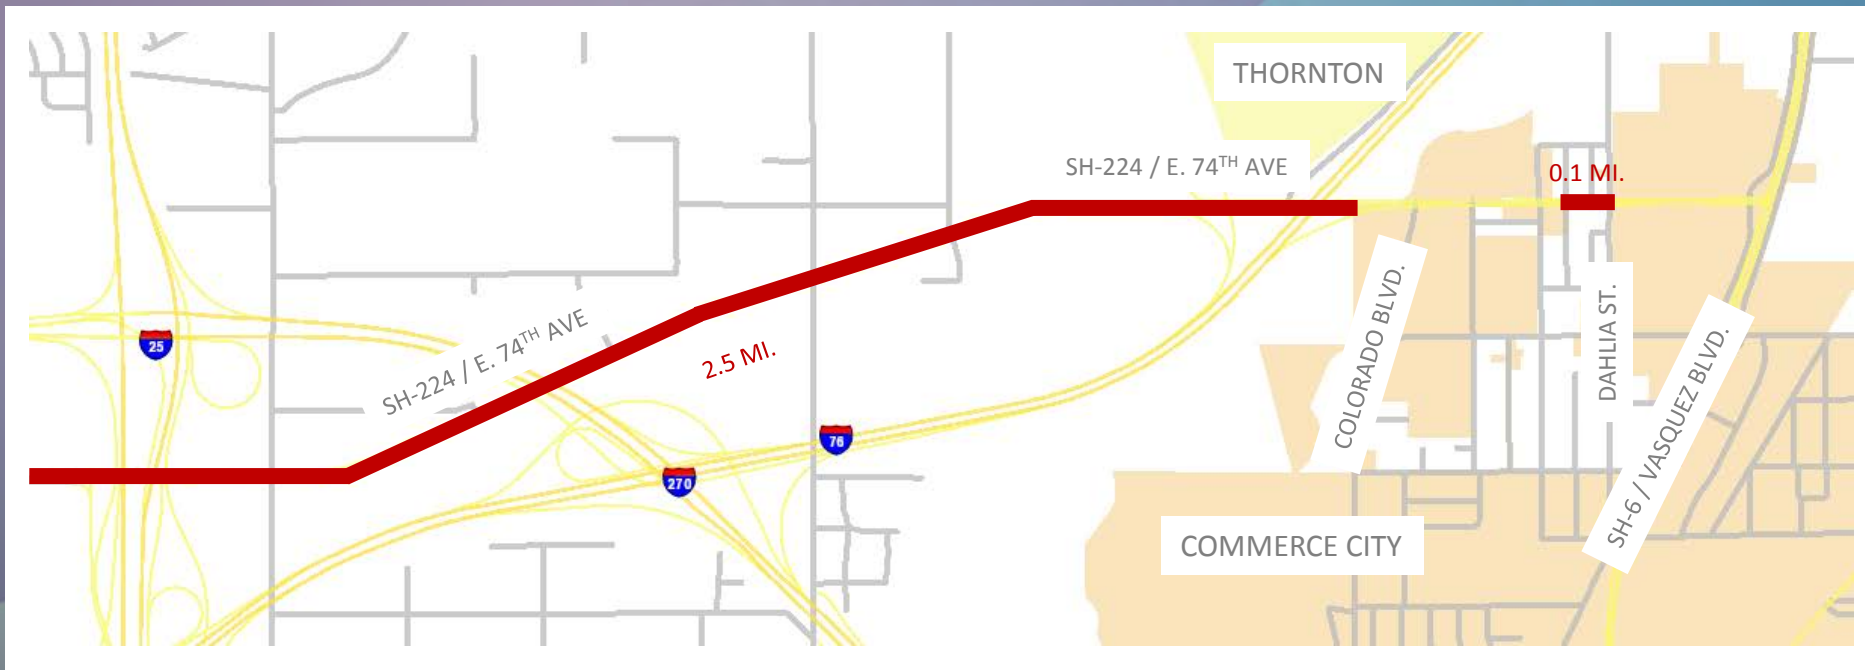 THORNTON
SH-224 / E. 74TH AVE
0.1 MI.
COLORADO BLVD.
DAHLIA ST.
SH-6 / VASQUEZ BLVD.
SH-224 / E. 74TH AVE
25
2.5 MI.
76
270
COMMERCE CITY